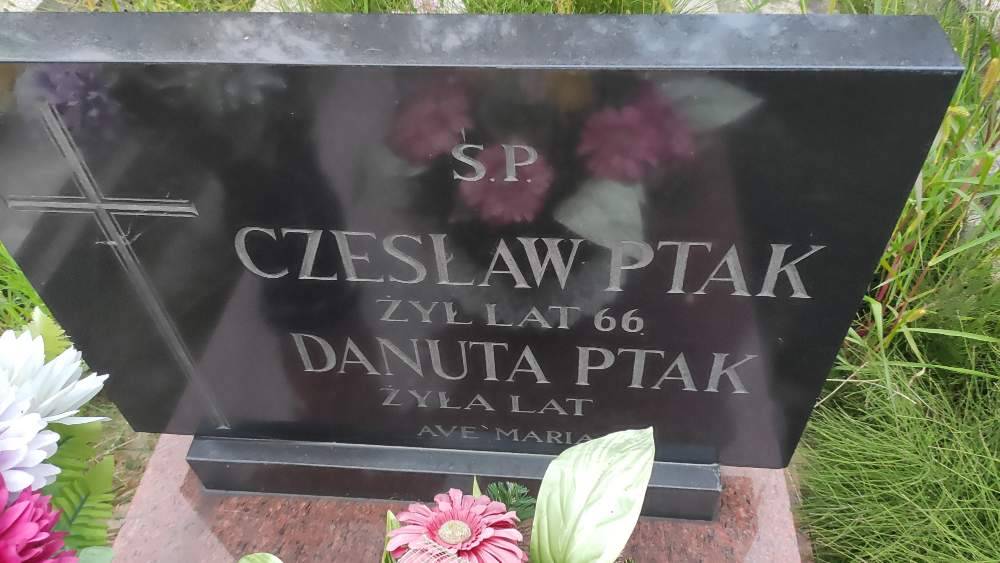 Ś.P.
CZESŁAW PTAK
ŻYŁ LAT 66.
DANUTA PTAK
ŻYŁA LAT
AVE MARIA